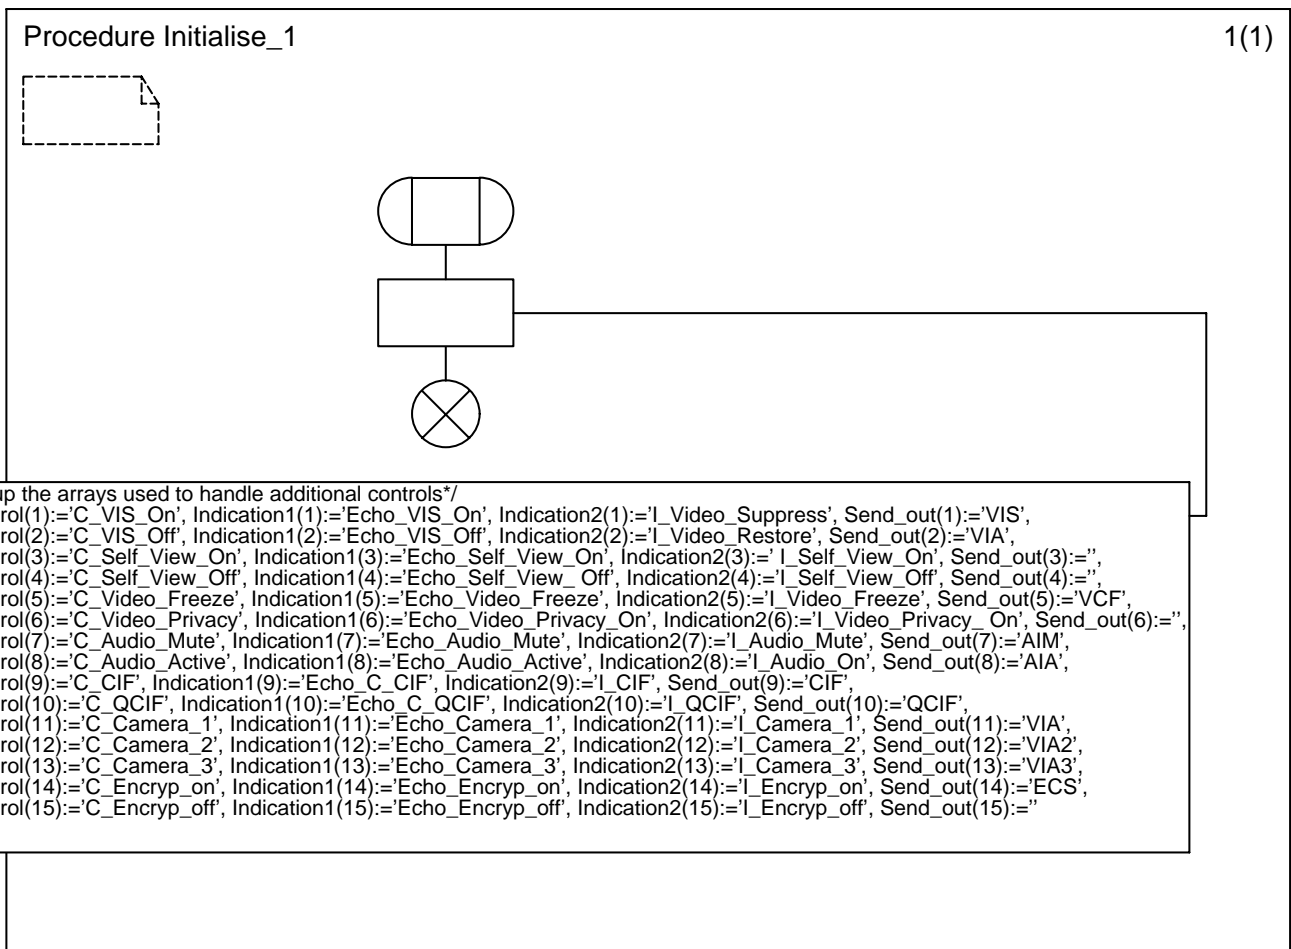 Procedure Initialise_1 1(1)
up the arrays used to handle additional controls*/
rol(1):='C_VIS_On', Indication1(1):='Echo_VIS_On', Indication2(1):='I_Video_Suppress', Send_out(1):='VIS',
rol(2):='C_VIS_Off', Indication1(2):='Echo_VIS_Off', Indication2(2):='I_Video_Restore', Send_out(2):='VIA',
rol(3):='C_Self_View_On', Indication1(3):='Echo_Self_View_On', Indication2(3):=' I_Self_View_On', Send_out(3):='',
rol(4):='C_Self_View_Off', Indication1(4):='Echo_Self_View_ Off', Indication2(4):='I_Self_View_Off', Send_out(4):='',
rol(5):='C_Video_Freeze', Indication1(5):='Echo_Video_Freeze', Indication2(5):='I_Video_Freeze', Send_out(5):='VCF',
rol(6):='C_Video_Privacy', Indication1(6):='Echo_Video_Privacy_On', Indication2(6):='I_Video_Privacy_ On', Send_out(6):='',
rol(7):='C_Audio_Mute', Indication1(7):='Echo_Audio_Mute', Indication2(7):='I_Audio_Mute', Send_out(7):='AIM',
rol(8):='C_Audio_Active', Indication1(8):='Echo_Audio_Active', Indication2(8):='I_Audio_On', Send_out(8):='AIA',
rol(9):='C_CIF', Indication1(9):='Echo_C_CIF', Indication2(9):='I_CIF', Send_out(9):='CIF',
rol(10):='C_QCIF', Indication1(10):='Echo_C_QCIF', Indication2(10):='I_QCIF', Send_out(10):='QCIF',
rol(11):='C_Camera_1', Indication1(11):='Echo_Camera_1', Indication2(11):='I_Camera_1', Send_out(11):='VIA',
rol(12):='C_Camera_2', Indication1(12):='Echo_Camera_2', Indication2(12):='I_Camera_2', Send_out(12):='VIA2',
rol(13):='C_Camera_3', Indication1(13):='Echo_Camera_3', Indication2(13):='I_Camera_3', Send_out(13):='VIA3',
rol(14):='C_Encryp_on', Indication1(14):='Echo_Encryp_on', Indication2(14):='I_Encryp_on', Send_out(14):='ECS',
rol(15):='C_Encryp_off', Indication1(15):='Echo_Encryp_off', Indication2(15):='I_Encryp_off', Send_out(15):=''